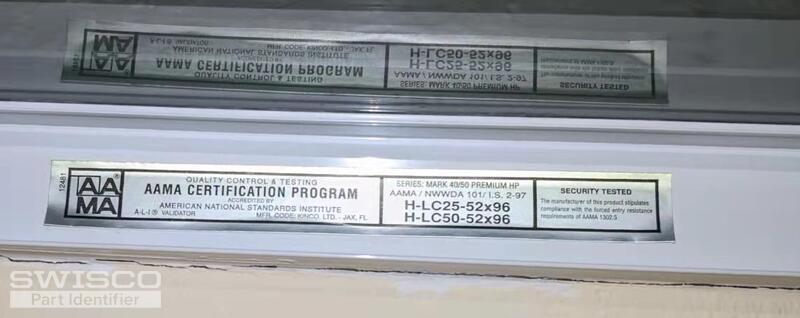 12481
AAMA®
QUALITY CONTROL & TESTING
AAMA CERTIFICATION PROGRAM
ACCREDITED BY
AMERICAN NATIONAL STANDARDS INSTITUTE
A-L-I® VALIDATOR MFR. CODE: KINCO. LTD. - JAX, FL
SERIES: MARK 40/50 PREMIUM HP
AAMA / NWWDA 101/ I.S. 2-97
H-LC25-52x96
H-LC50-52x96
SECURITY TESTED
The manufacturer of this product stipulates
compliance with the forced entry resistance
requirements of AAMA 1302.5
SWISCO
Part Identifier